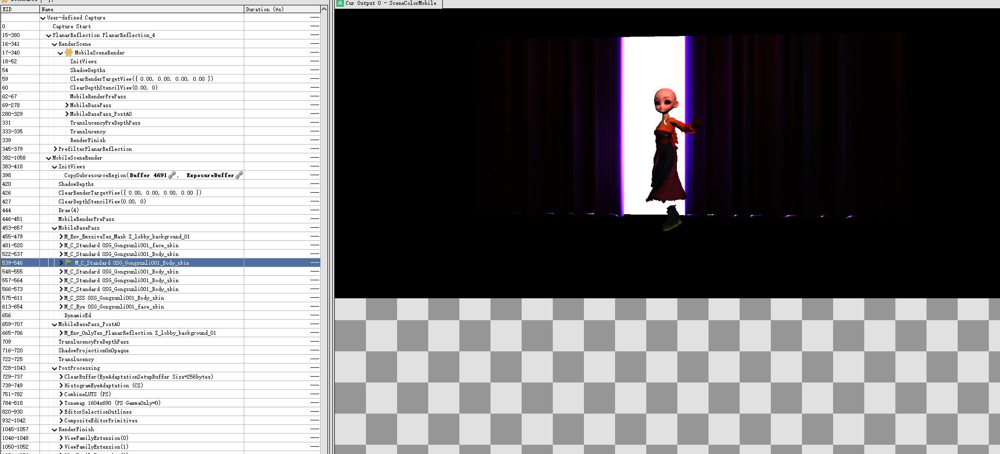 EID Name Duration (μs)
User-defined Capture
0 Capture Start
15-380 PlanarReflection PlanarReflection_4
16-341 RenderScene
17-340 MobileSceneRender
18-52 InitViews
54 ShadowDepths
59 ClearRenderTargetView({ 0.00, 0.00, 0.00, 0.00 })
60 ClearDepthStencilView(0.00, 0)
62-67 MobileRenderPrePass
69-278 MobileBasePass
280-329 MobileBasePass_PostAO
331 TranslucencyPreDepthPass
333-335 Translucency
339 RenderFinish
345-379 PrefilterPlanarReflection
382-1058 MobileSceneRender
383-418 InitViews
398 CopySubresourceRegion(Buffer 4691, ExposureBuffer
420 ShadowDepths
426 ClearRenderTargetView({ 0.00, 0.00, 0.00, 0.00 })
427 ClearDepthStencilView(0.00, 0)
444 Draw(4)
446-451 MobileRenderPrePass
453-657 MobileBasePass
455-479 M_Env_EmssiveTex_Mask Z_lobby_background_01
481-520 M_C_Standard OSG_Gongsunli001_face_skin
522-537 M_C_Standard OSG_Gongsunli001_Body_skin
539-546 M_C_Standard OSG_Gongsunli001_Body_skin
548-555 M_C_Standard OSG_Gongsunli001_Body_skin
557-564 M_C_Standard OSG_Gongsunli001_Body_skin
566-573 M_C_Standard OSG_Gongsunli001_Body_skin
575-611 M_C_SSS OSG_Gongsunli001_Body_skin
613-654 M_C_Eye OSG_Gongsunli001_face_skin
656 DynamicEd
659-707 MobileBasePass_PostAO
665-706 M_Env_OnlyTex_PlanarReflection Z_lobby_background_01
709 TranslucencyPreDepthPass
716-720 ShadowProjectionOnOpaque
722-725 Translucency
728-1043 PostProcessing
729-737 ClearBuffer(EyeAdaptationSetupBuffer Size=256bytes)
739-749 HistogramEyeAdaptation (CS)
751-782 CombineLUTS (PS)
784-818 Tonemap 1604x690 (PS GammaOnly=0)
820-930 EditorSelectionOutlines
932-1042 CompositeEditorPrimitives
1045-1057 RenderFinish
1046-1048 ViewFamilyExtension(0)
1050-1052 ViewFamilyExtension(1)
Cur Output 0 - SceneColorMobile